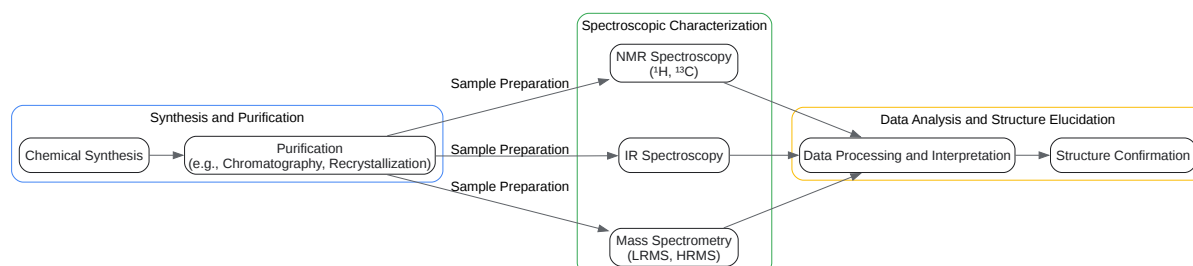 Synthesis and Purification
Chemical Synthesis
Purification
(e.g., Chromatography, Recrystallization)
Sample Preparation
Sample Preparation
Sample Preparation
Spectroscopic Characterization
NMR Spectroscopy
(¹H, ¹³C)
IR Spectroscopy
Mass Spectrometry
(LRMS, HRMS)
Data Analysis and Structure Elucidation
Data Processing and Interpretation
Structure Confirmation